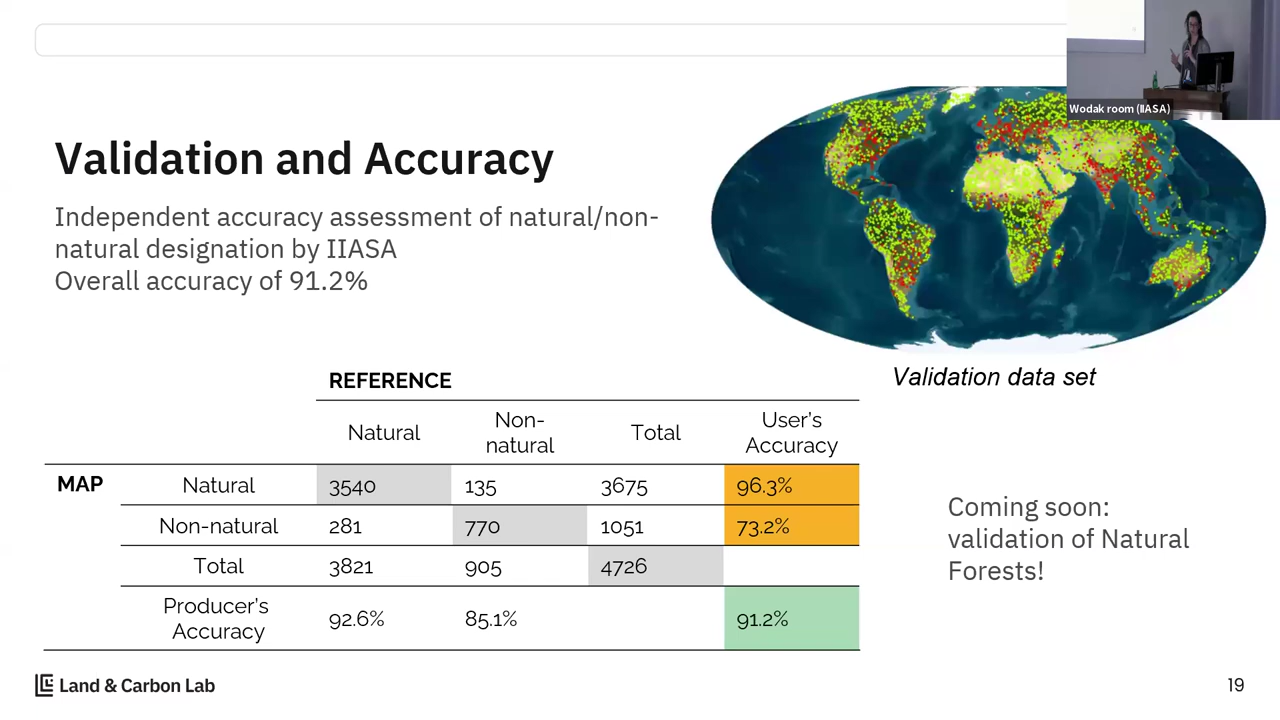 Wodak room (IIASA)
Validation and Accuracy
Independent accuracy assessment of natural/non-
natural designation by IIASA
Overall accuracy of 91.2%
Validation data set
REFERENCE
Natural Non- natural Total User's Accuracy
MAP Natural 3540 135 3675 96.3%
Non-natural 281 770 1051 73.2%
Total 3821 905 4726
Producer's Accuracy 92.6% 85.1% 91.2%
Coming soon:
validation of Natural
Forests!
Land & Carbon Lab
19